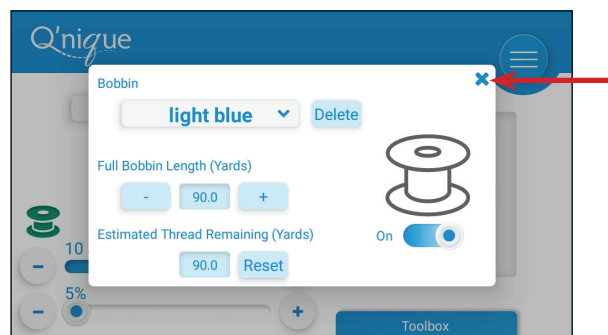 Q'nique
Bobbin
light blue
Delete
Full Bobbin Length (Yards)
- 90.0 +
Estimated Thread Remaining (Yards)
On
90.0 Reset
10
-
5%
- +
Toolbox